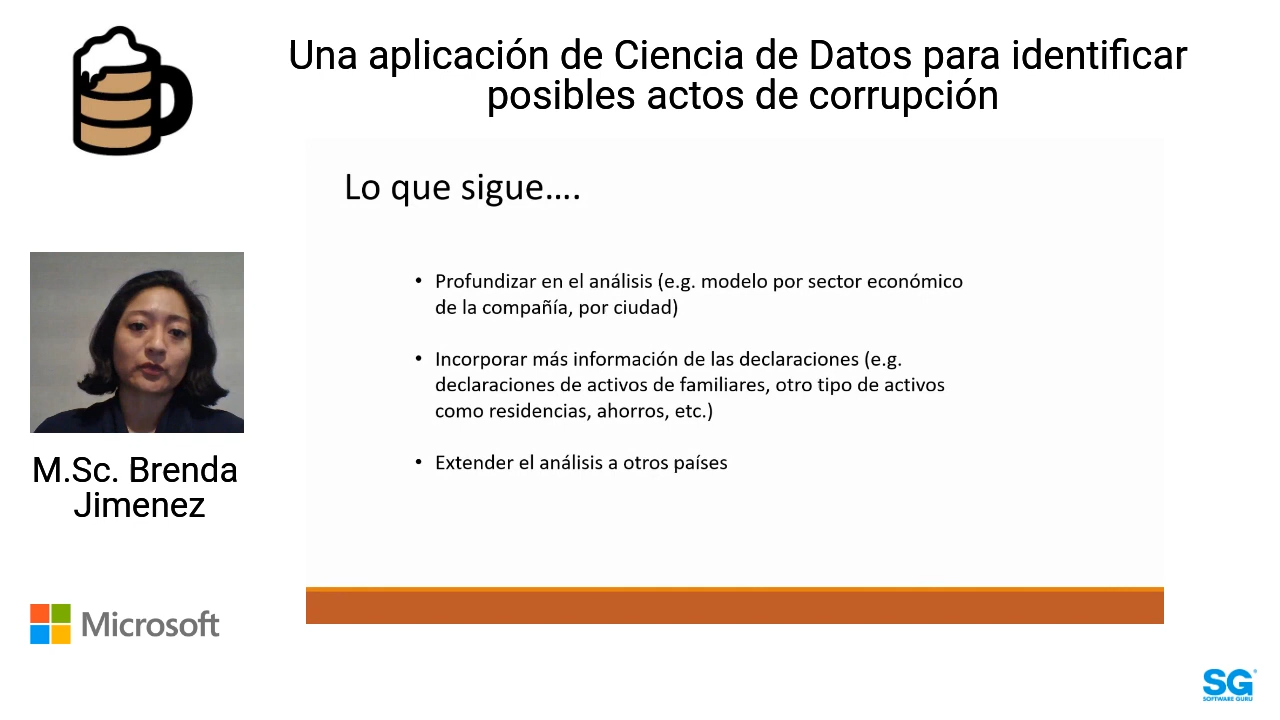 Una aplicación de Ciencia de Datos para identificar
posibles actos de corrupción
Lo que sigue....
• Profundizar en el análisis (e.g. modelo por sector económico
de la compañía, por ciudad)
• Incorporar más información de las declaraciones (e.g.
declaraciones de activos de familiares, otro tipo de activos
como residencias, ahorros, etc.)
• Extender el análisis a otros países
M.Sc. Brenda
Jimenez
Microsoft
SG
SOFTWARE GURU